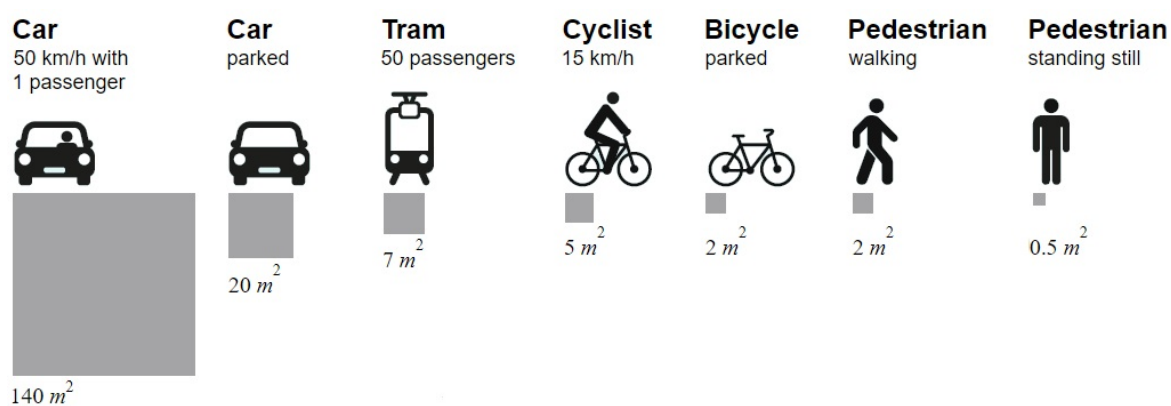 Car
50 km/h with
1 passenger
Car
parked
Tram
50 passengers
Cyclist
15 km/h
Bicycle
parked
Pedestrian
walking
Pedestrian
standing still
140 m²
20 m²
7 m²
5 m²
2 m²
2 m²
0.5 m²